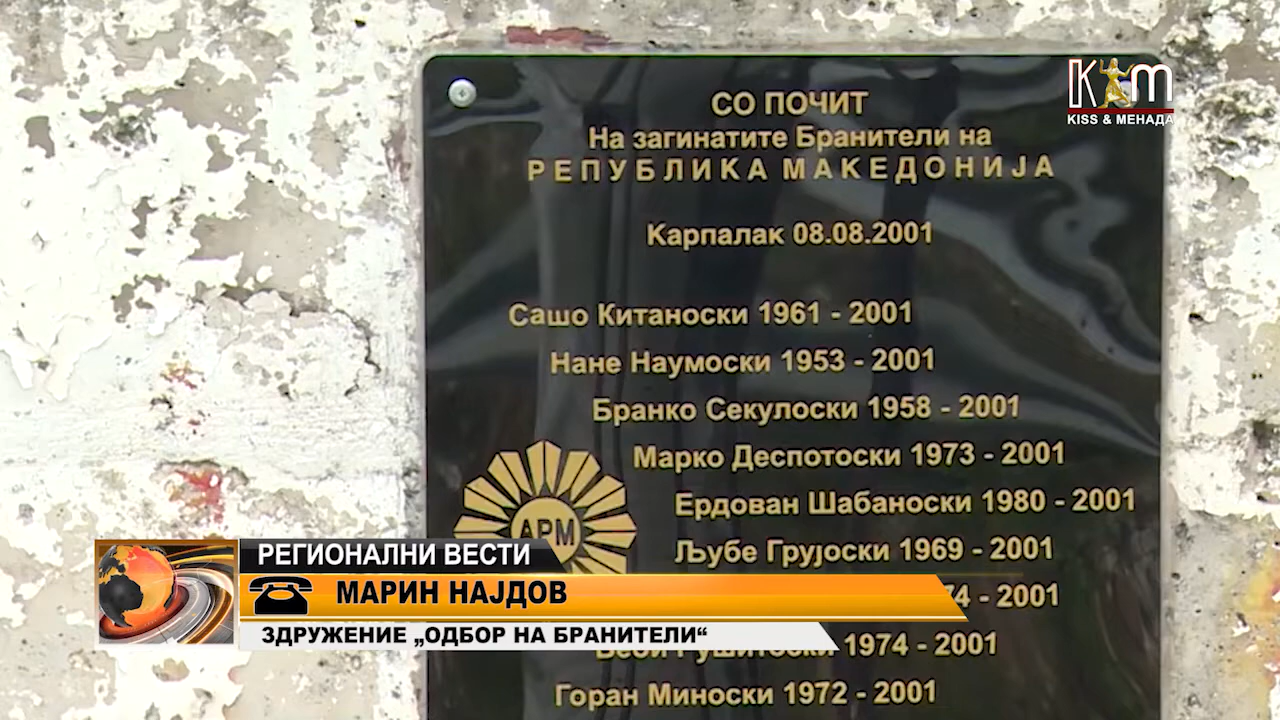 СО ПОЧИТ
На загинатите Бранители на
РЕПУБЛИКА МАКЕДОНИЈА
Карпалак 08.08.2001
Сашо Китаноски 1961 - 2001
Нане Наумоски 1953 - 2001
Бранко Секулоски 1958 - 2001
Марко Деспотоски 1973 - 2001
Ердован Шабаноски 1980 - 2001
Љубе Грујоски 1969 - 2001
- 2001
1974 - 2001
Горан Миноски 1972 - 2001
АРМ
KISS & МЕНАДА
РЕГИОНАЛНИ ВЕСТИ
МАРИН НАЈДОВ
ЗДРУЖЕНИЕ „ОДБОР НА БРАНИТЕЛИ“